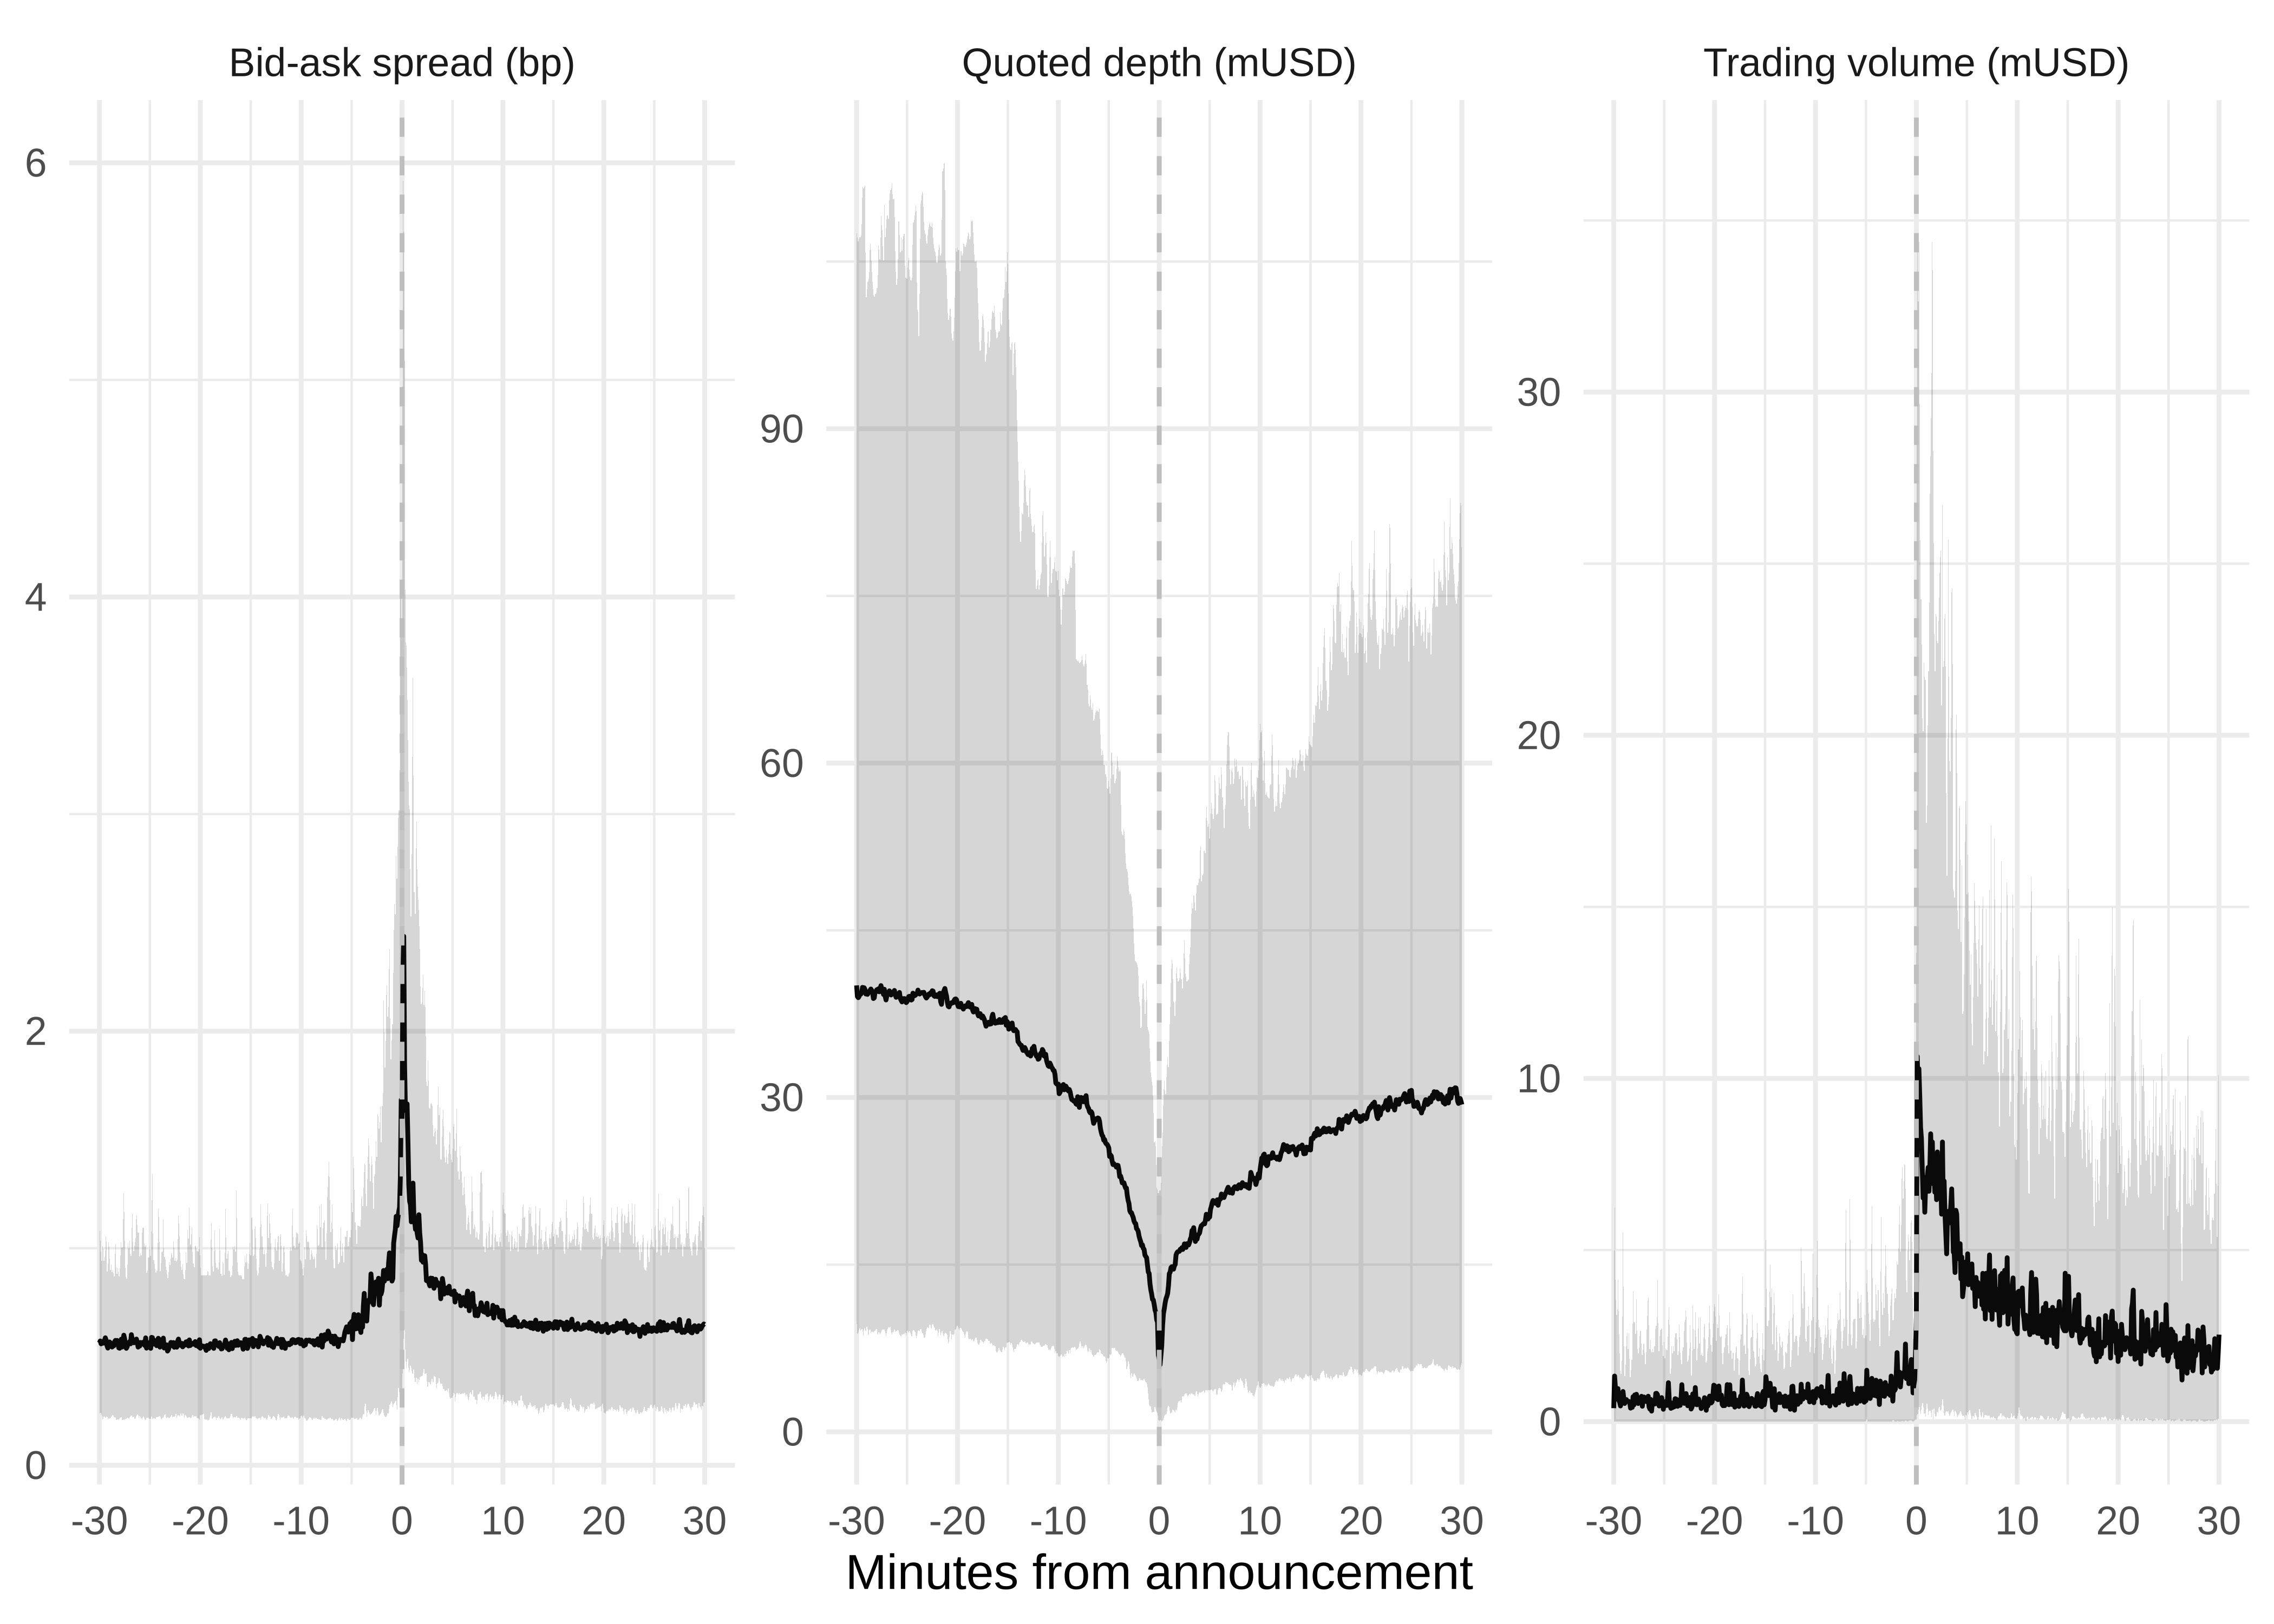 Bid-ask spread (bp)
Quoted depth (mUSD)
Trading volume (mUSD)
6
4
2
0
90
60
30
0
30
20
10
0
-30 -20 -10 0 10 20 30
-30 -20 -10 0 10 20 30
-30 -20 -10 0 10 20 30
Minutes from announcement